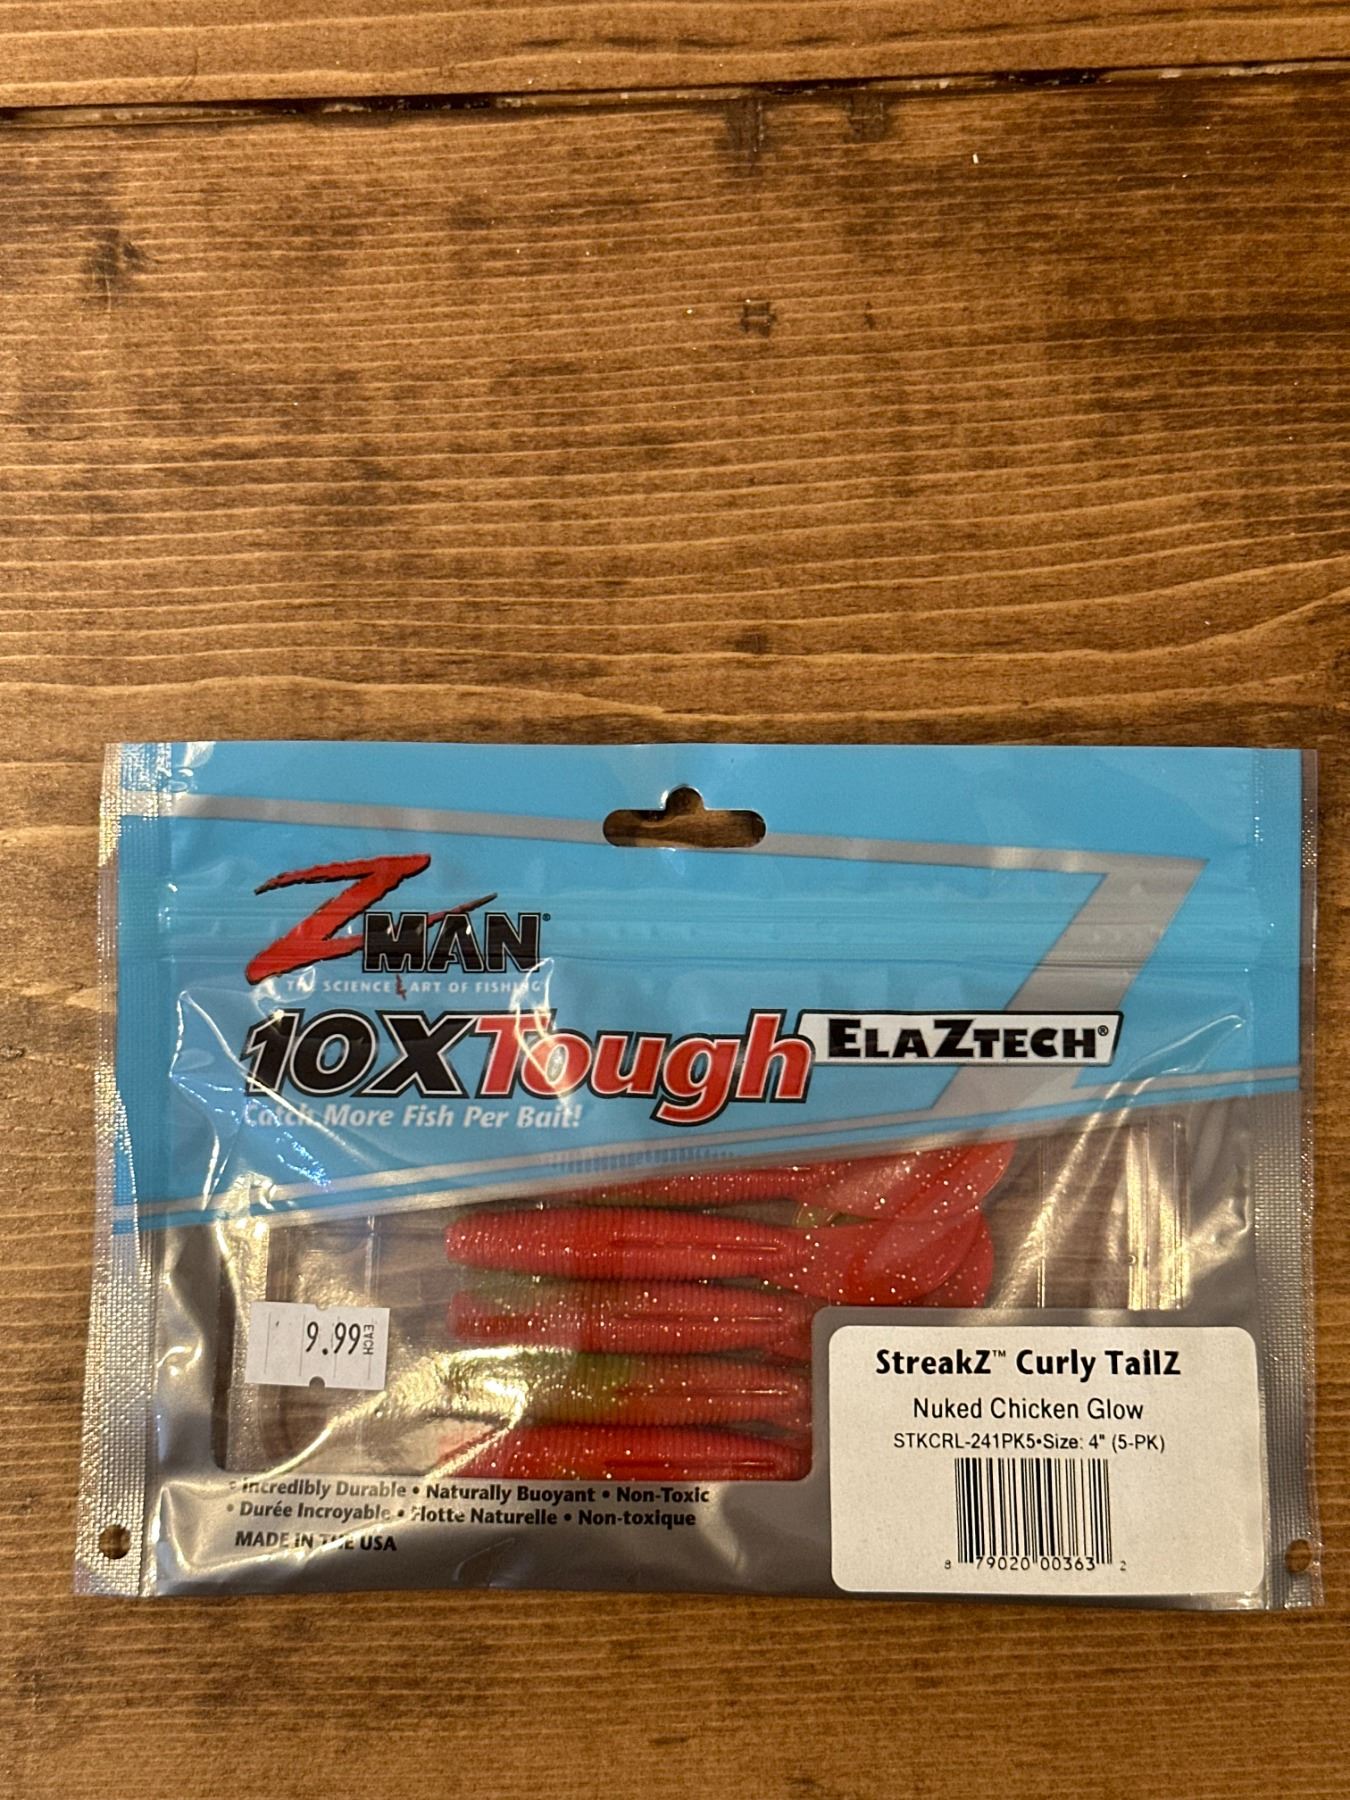 ZMAN®
THE SCIENCE & ART OF FISHING
10X Tough ELAZTECH®
Catch More Fish Per Bait!
9.99 EACH
StreakZ™ Curly TailZ
Nuked Chicken Glow
STKCRL-241PK5•Size: 4" (5-PK)
8 79020 00363 2
• Incredibly Durable • Naturally Buoyant • Non-Toxic
• Durée Incroyable • Flotte Naturelle • Non-toxique
MADE IN THE USA